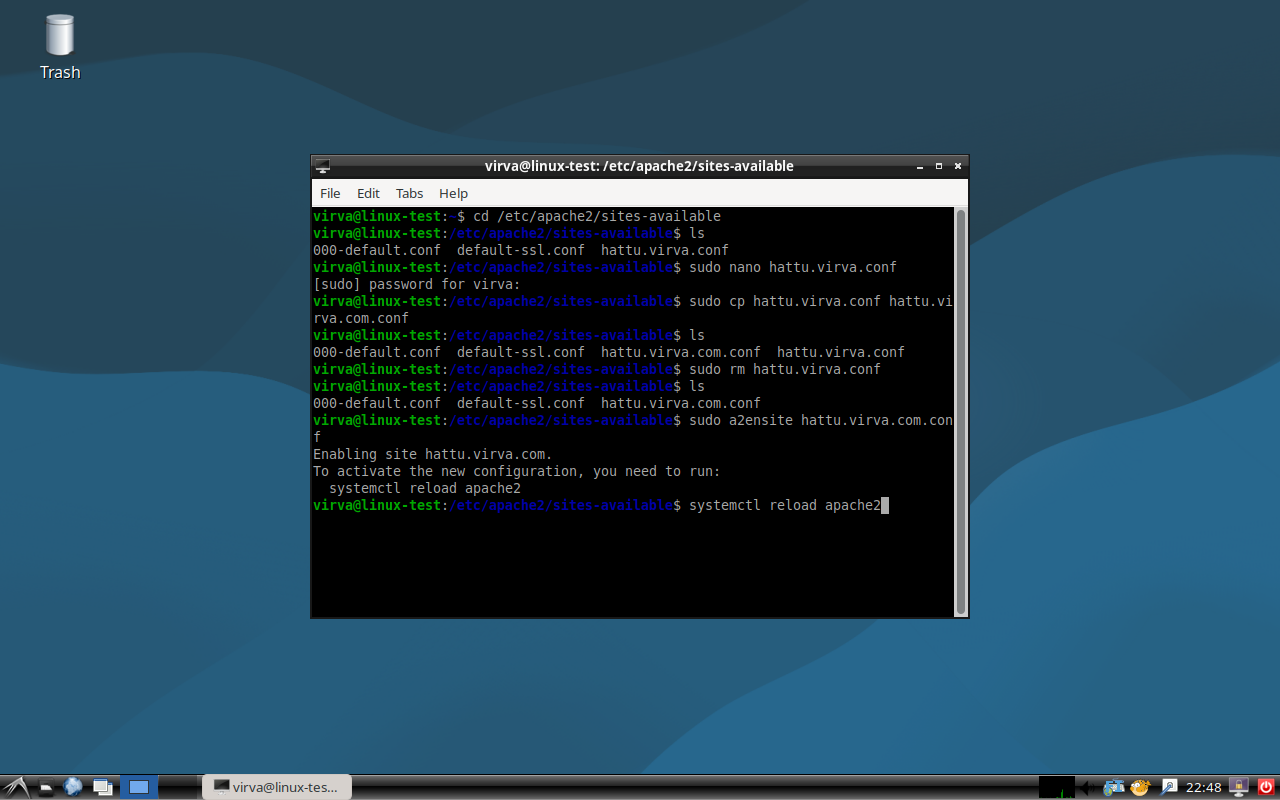 Trash
virva@linux-test: /etc/apache2/sites-available
File Edit Tabs Help
virva@linux-test:~$ cd /etc/apache2/sites-available
virva@linux-test:/etc/apache2/sites-available$ ls
000-default.conf  default-ssl.conf  hattu.virva.conf
virva@linux-test:/etc/apache2/sites-available$ sudo nano hattu.virva.conf
[sudo] password for virva:
virva@linux-test:/etc/apache2/sites-available$ sudo cp hattu.virva.conf hattu.vi
rva.com.conf
virva@linux-test:/etc/apache2/sites-available$ ls
000-default.conf  default-ssl.conf  hattu.virva.com.conf  hattu.virva.conf
virva@linux-test:/etc/apache2/sites-available$ sudo rm hattu.virva.conf
virva@linux-test:/etc/apache2/sites-available$ ls
000-default.conf  default-ssl.conf  hattu.virva.com.conf
virva@linux-test:/etc/apache2/sites-available$ sudo a2ensite hattu.virva.com.con
f
Enabling site hattu.virva.com.
To activate the new configuration, you need to run:
  systemctl reload apache2
virva@linux-test:/etc/apache2/sites-available$ systemctl reload apache2
virva@linux-tes...
22:48